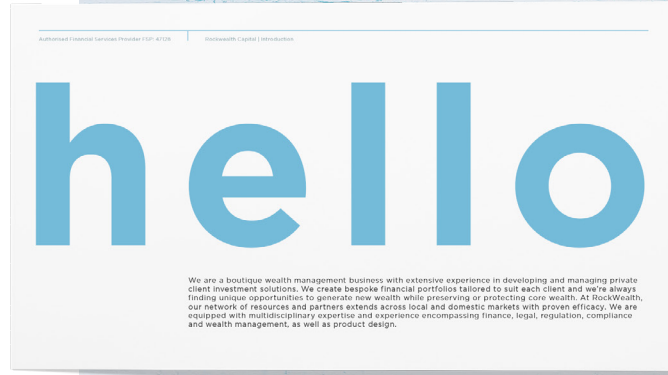 Authorised Financial Services Provider FSP: 47128
RockWealth Capital | Introduction
hello
We are a boutique wealth management business with extensive experience in developing and managing private
client investment solutions. We create bespoke financial portfolios tailored to suit each client and we're always
finding unique opportunities to generate new wealth while preserving or protecting core wealth. At RockWealth,
our network of resources and partners extends across local and domestic markets with proven efficacy. We are
equipped with multidisciplinary expertise and experience encompassing finance, legal, regulation, compliance
and wealth management, as well as product design.